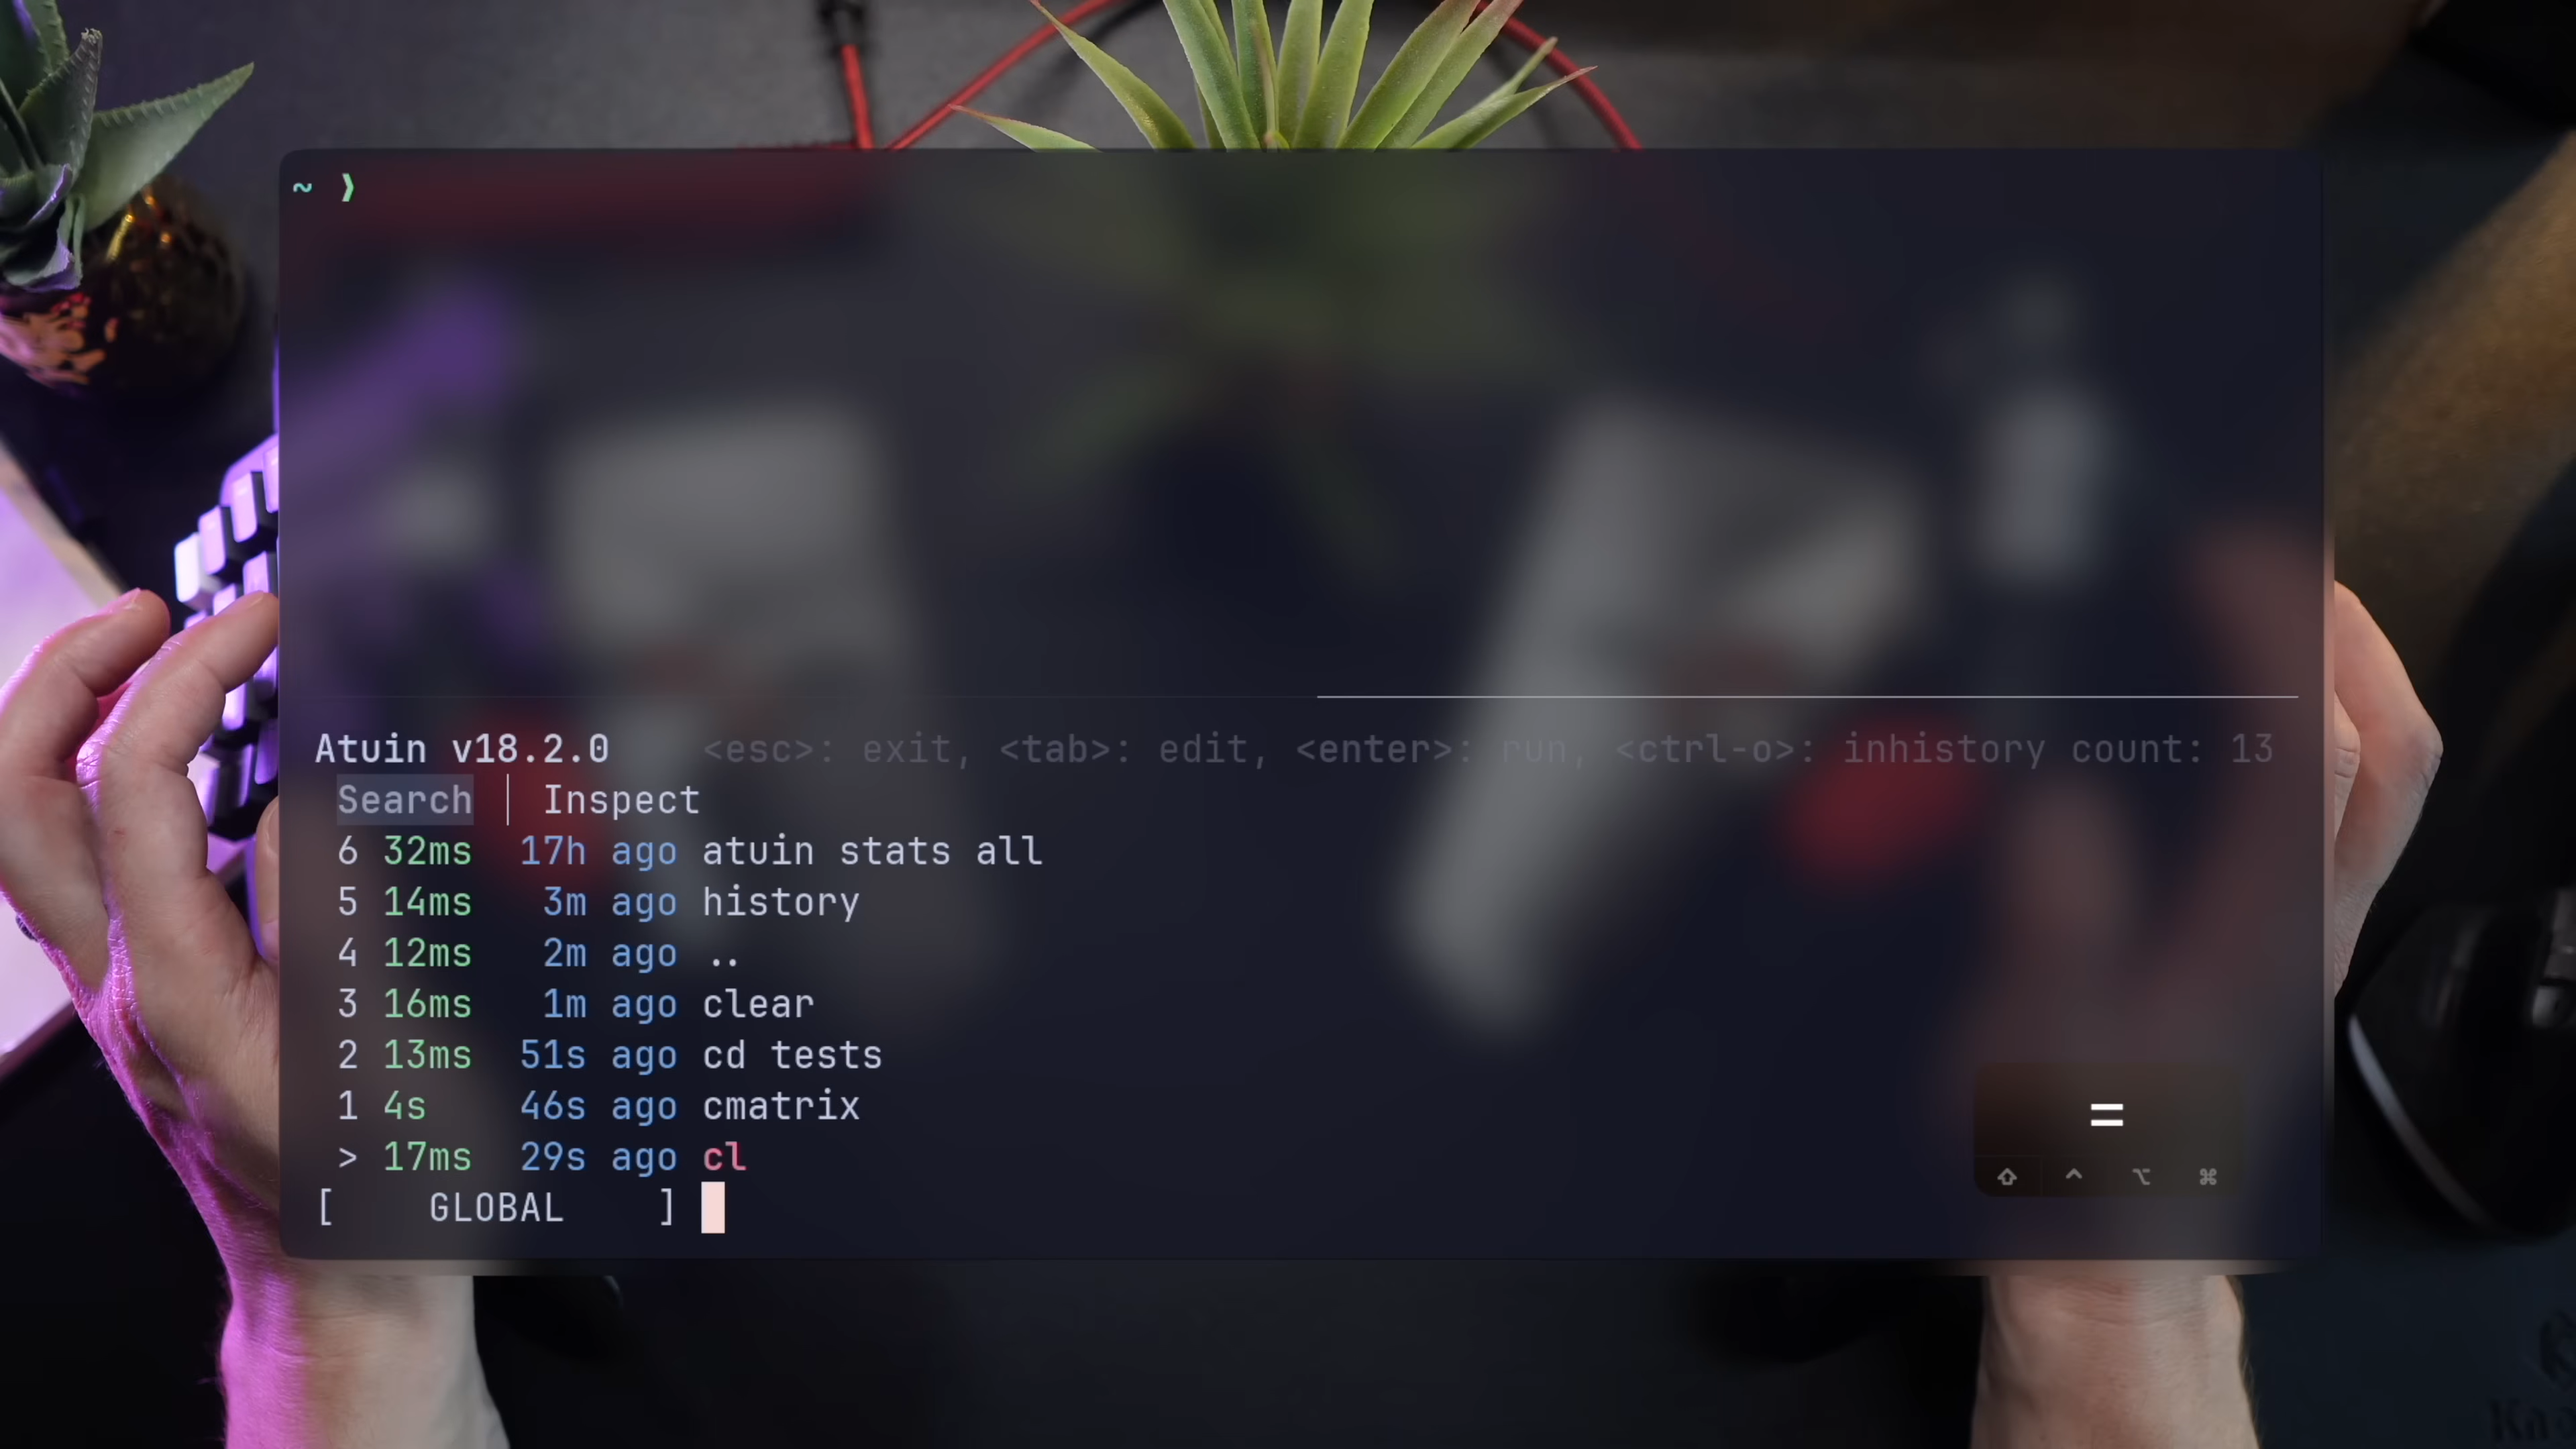 ~ ❯
Atuin v18.2.0 <esc>: exit, <tab>: edit, <enter>: run, <ctrl-o>: inhistory count: 13
Search | Inspect
6 32ms 17h ago atuin stats all
5 14ms 3m ago history
4 12ms 2m ago ..
3 16ms 1m ago clear
2 13ms 51s ago cd tests
1 4s 46s ago cmatrix
> 17ms 29s ago cl
[ GLOBAL ]
=
⇧ ^ ⌥ ⌘